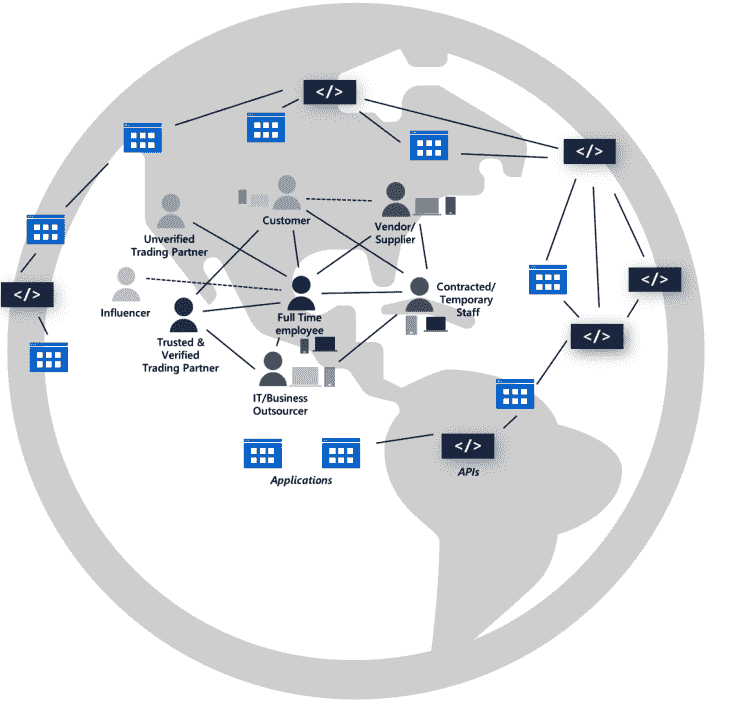 </>
</>
Customer
Vendor/
Supplier
Unverified
Trading Partner
</>
</>
Contracted/
Temporary
Staff
Influencer
Full Time
employee
</>
Trusted &
Verified
Trading Partner
IT/Business
Outsourcer
</>
APIs
Applications